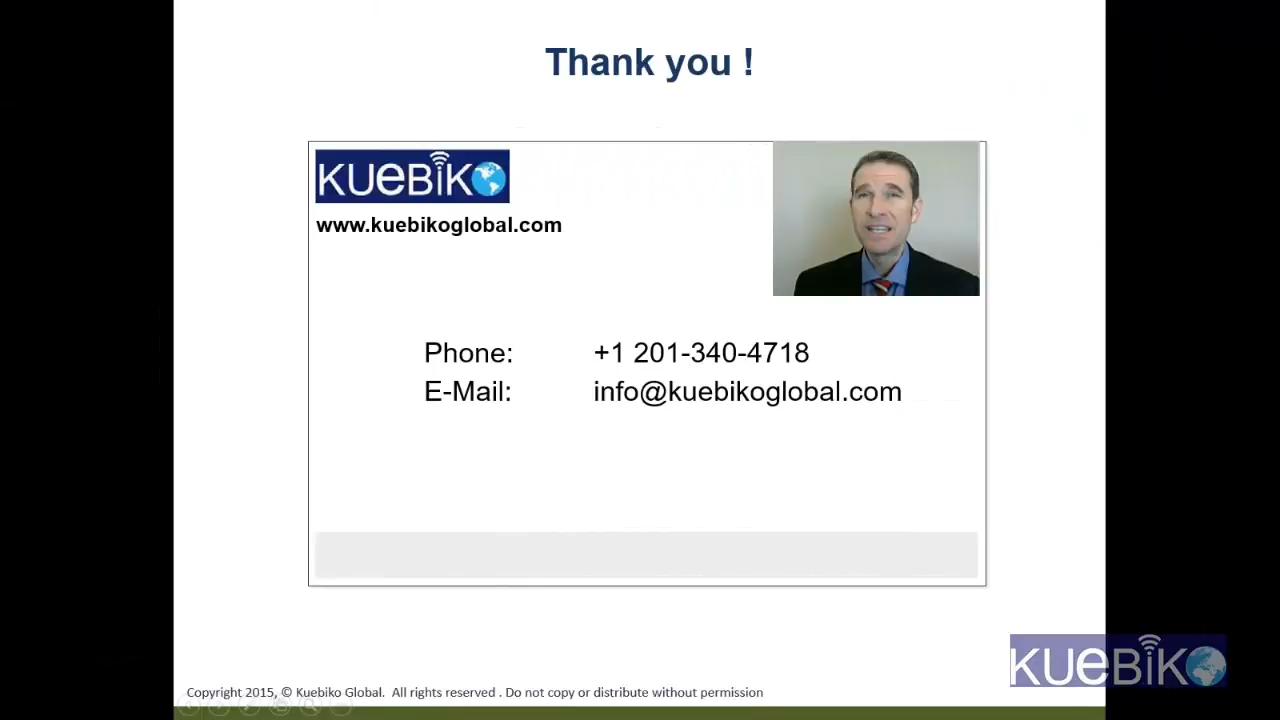 Thank you !
KUEBIKO
www.kuebikoglobal.com
Phone: +1 201-340-4718
E-Mail: info@kuebikoglobal.com
KUEBIKO
Copyright 2015, © Kuebiko Global. All rights reserved . Do not copy or distribute without permission